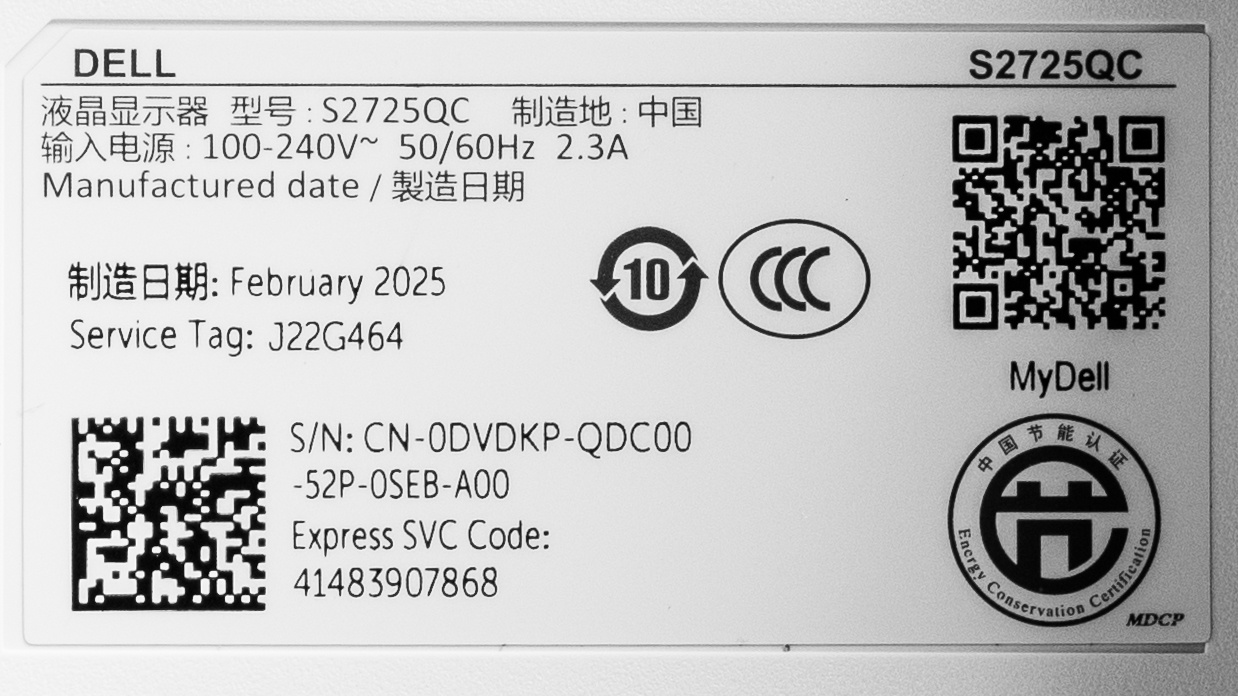 DELL S2725QC
液晶显示器 型号 : S2725QC 制造地 : 中国
输入电源 : 100-240V~ 50/60Hz 2.3A
Manufactured date / 製造日期
制造日期: February 2025
Service Tag: J22G464
10
CCC
MyDell
S/N: CN-0DVDKP-QDC00
-52P-0SEB-A00
Express SVC Code:
41483907868
中国节能认证
Energy Conservation Certification
MDCP